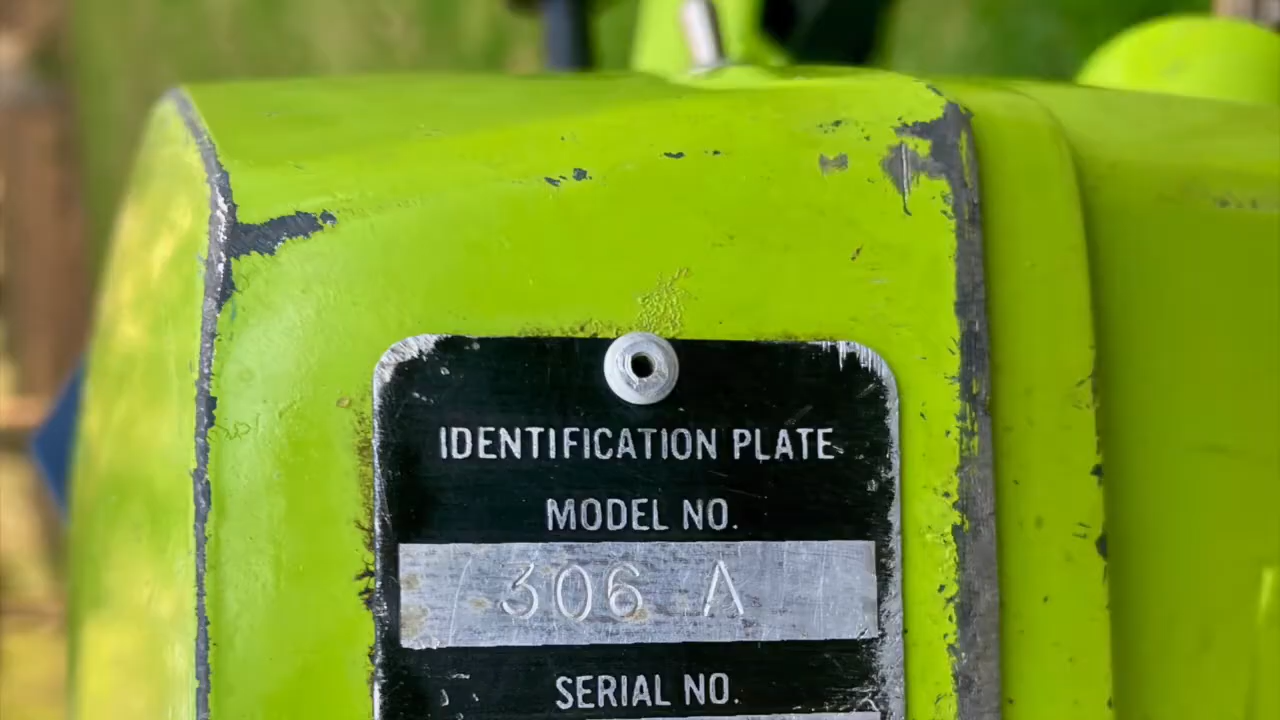 IDENTIFICATION PLATE
MODEL NO.
306 A
SERIAL NO.